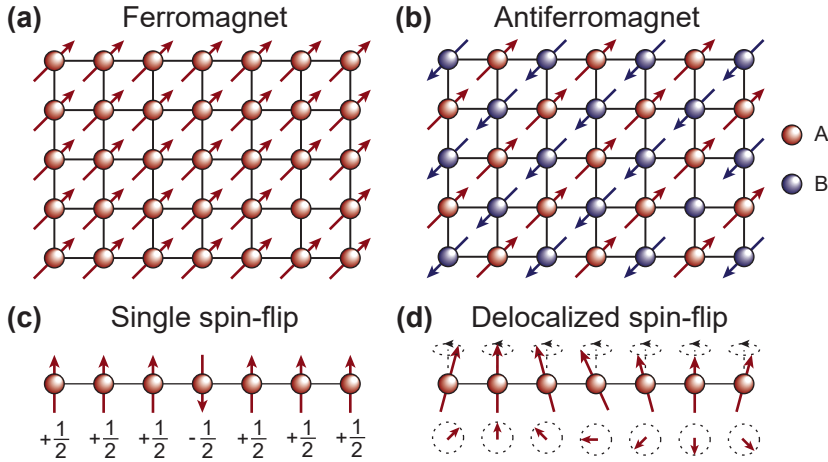 (a) Ferromagnet
(b) Antiferromagnet
A
B
(c) Single spin-flip
+1/2 +1/2 +1/2 -1/2 +1/2 +1/2 +1/2
(d) Delocalized spin-flip